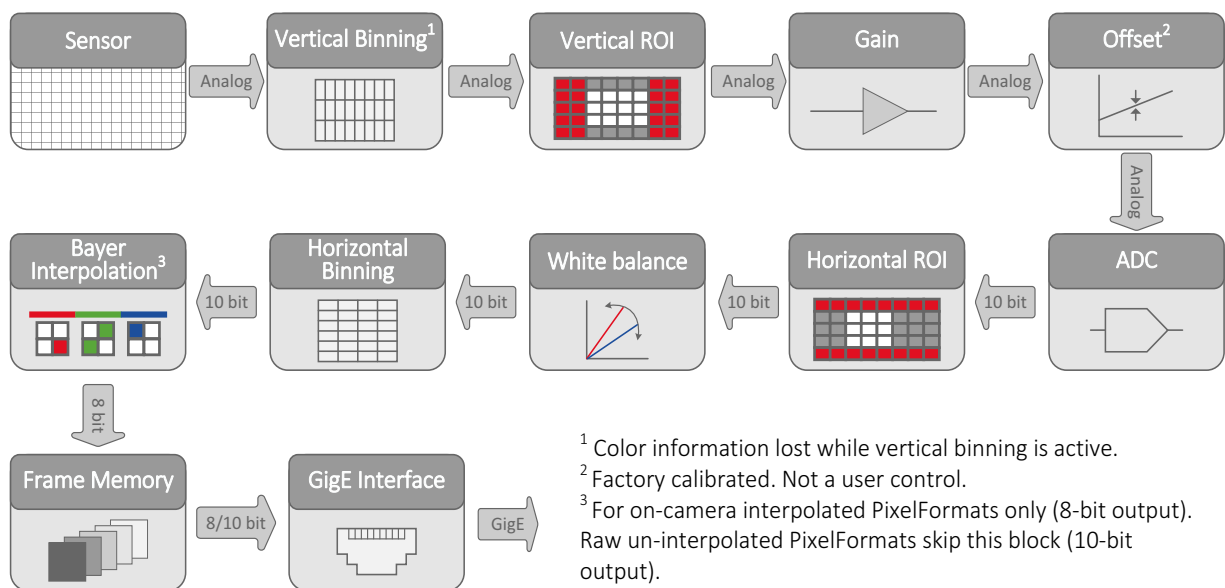 Sensor
Analog
Vertical Binning¹
Analog
Vertical ROI
Analog
Gain
Analog
Offset²
Analog
ADC
10 bit
Horizontal ROI
10 bit
White balance
10 bit
Horizontal
Binning
10 bit
Bayer
Interpolation³
8 bit
Frame Memory
8/10 bit
GigE Interface
GigE
¹ Color information lost while vertical binning is active.
² Factory calibrated. Not a user control.
³ For on-camera interpolated PixelFormats only (8-bit output).
Raw un-interpolated PixelFormats skip this block (10-bit
output).